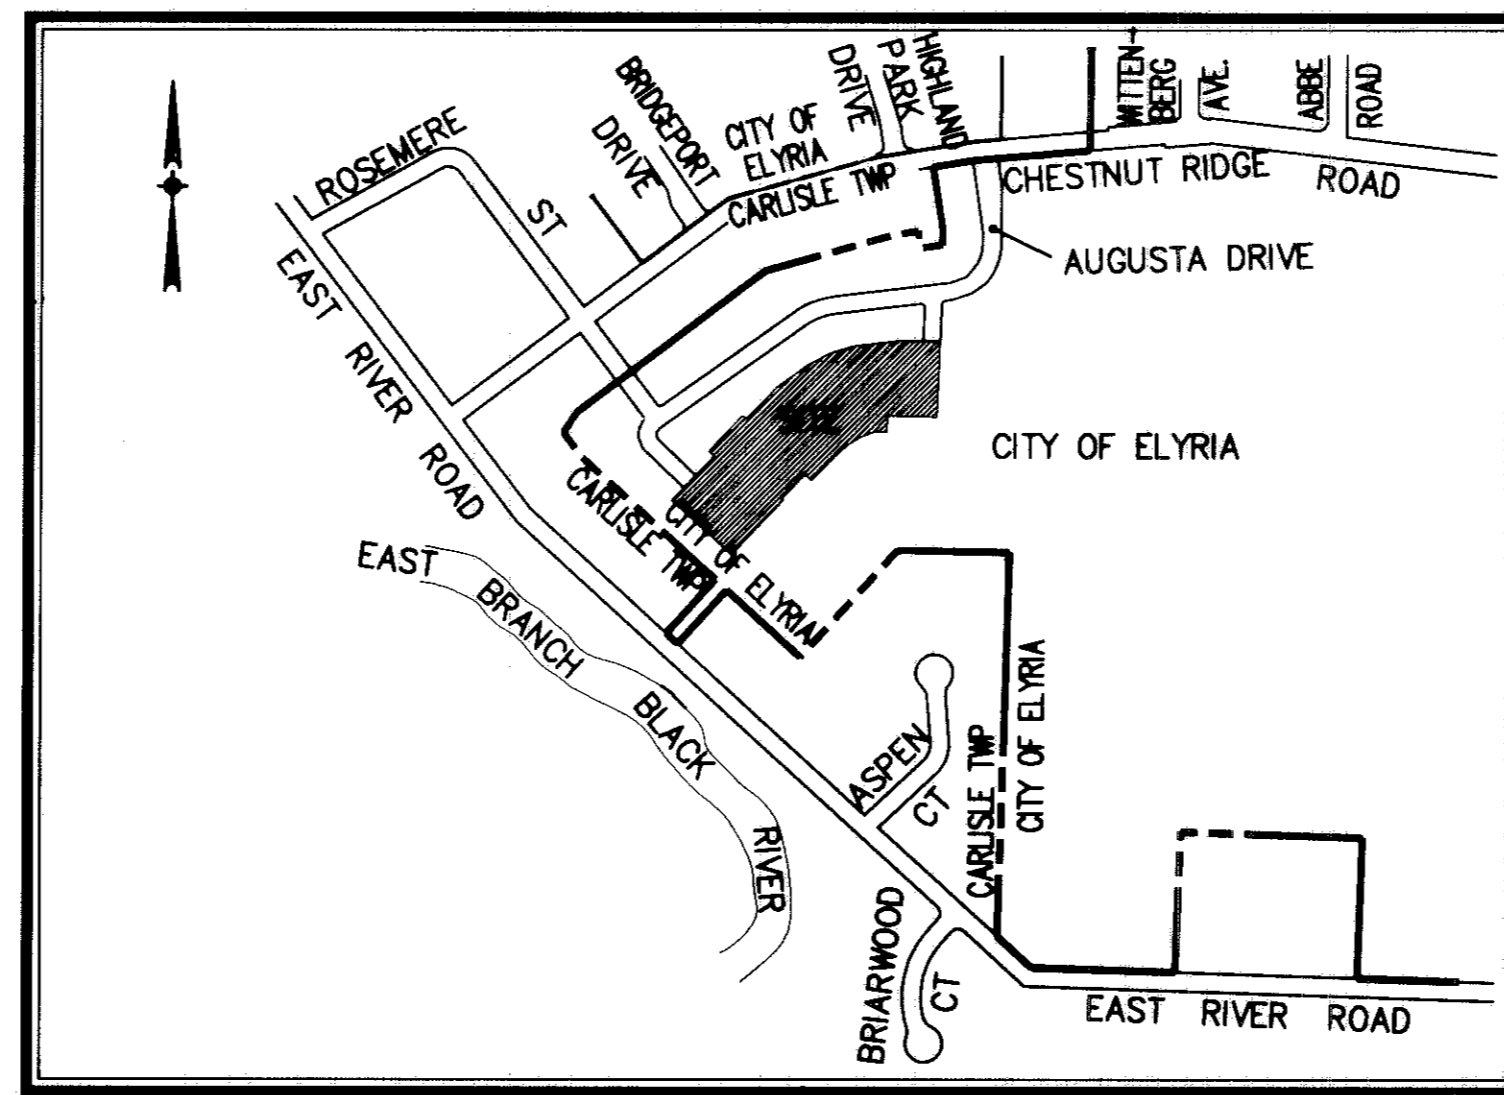 ROSEMERE
ST
BRIDGEPORT
DRIVE
CITY OF
ELYRIA
CARLISLE TWP
HIGHLAND
PARK
DRIVE
WITTEN
BERG
AVE.
ABBE
ROAD
CHESTNUT RIDGE ROAD
AUGUSTA DRIVE
EAST RIVER ROAD
SITE
CITY OF ELYRIA
CARLISLE TWP
CITY OF ELYRIA
EAST BRANCH BLACK RIVER
ASPEN
CT
CARLISLE TWP
CITY OF ELYRIA
BRIARWOOD
CT
EAST RIVER ROAD